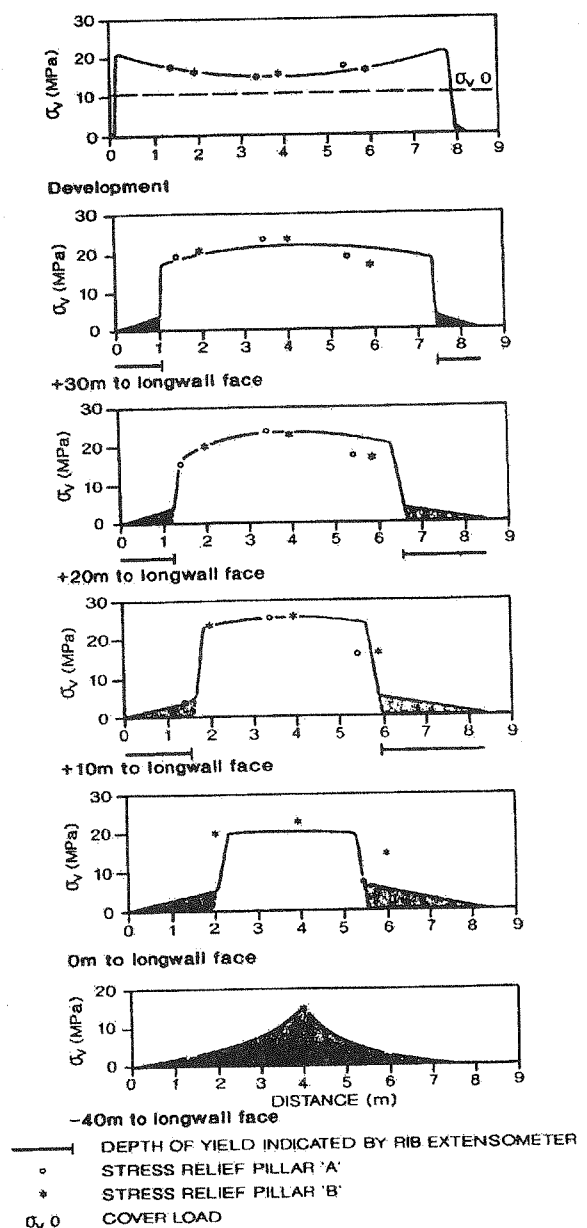 30
20
10
0
σv (MPa)
σv 0
0 1 2 3 4 5 6 7 8 9
Development
30
20
10
0
σv (MPa)
0 1 2 3 4 5 6 7 8 9
+30m to longwall face
30
20
10
0
σv (MPa)
0 1 2 3 4 5 6 7 8 9
+20m to longwall face
30
20
10
0
σv (MPa)
0 1 2 3 4 5 6 7 8 9
+10m to longwall face
30
20
10
0
σv (MPa)
0 1 2 3 4 5 6 7 8 9
0m to longwall face
20
10
0
σv (MPa)
0 1 2 3 4 5 6 7 8 9
DISTANCE (m)
-40m to longwall face
DEPTH OF YIELD INDICATED BY RIB EXTENSOMETER
STRESS RELIEF PILLAR 'A'
* STRESS RELIEF PILLAR 'B'
σv 0 COVER LOAD